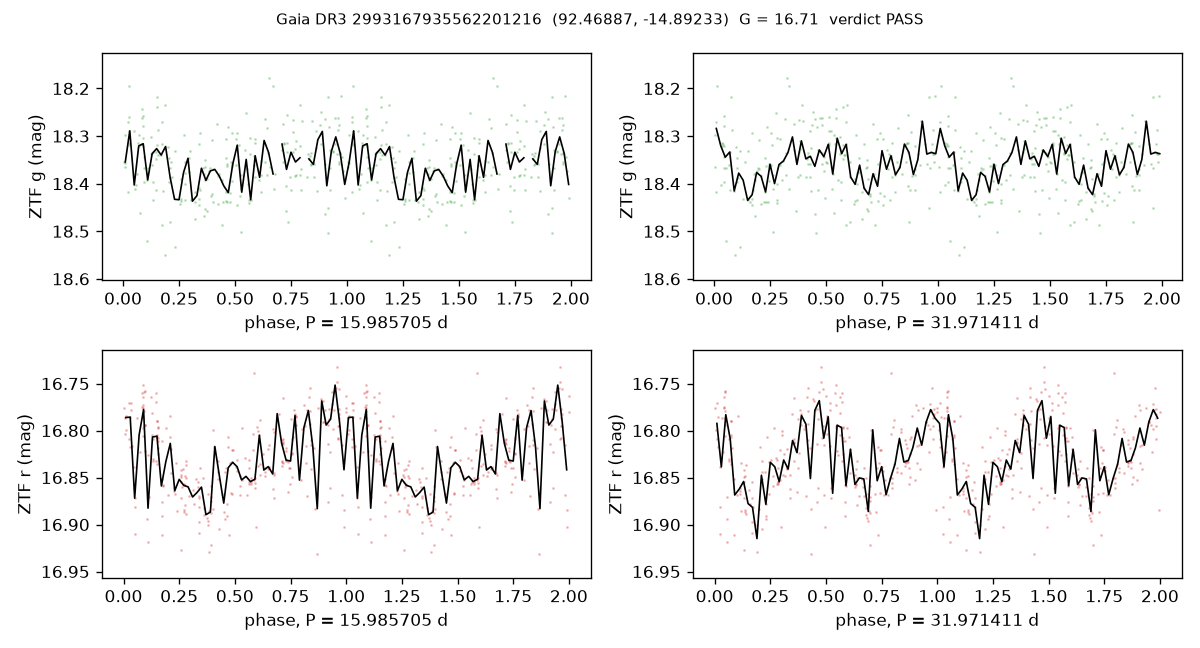 Gaia DR3 2993167935562201216 (92.46887, -14.89233) G = 16.71 verdict PASS
ZTF g (mag)
18.2
18.3
18.4
18.5
18.6
0.00 0.25 0.50 0.75 1.00 1.25 1.50 1.75 2.00
phase, P = 15.985705 d
ZTF g (mag)
18.2
18.3
18.4
18.5
18.6
0.00 0.25 0.50 0.75 1.00 1.25 1.50 1.75 2.00
phase, P = 31.971411 d
ZTF r (mag)
16.75
16.80
16.85
16.90
16.95
0.00 0.25 0.50 0.75 1.00 1.25 1.50 1.75 2.00
phase, P = 15.985705 d
ZTF r (mag)
16.75
16.80
16.85
16.90
16.95
0.00 0.25 0.50 0.75 1.00 1.25 1.50 1.75 2.00
phase, P = 31.971411 d